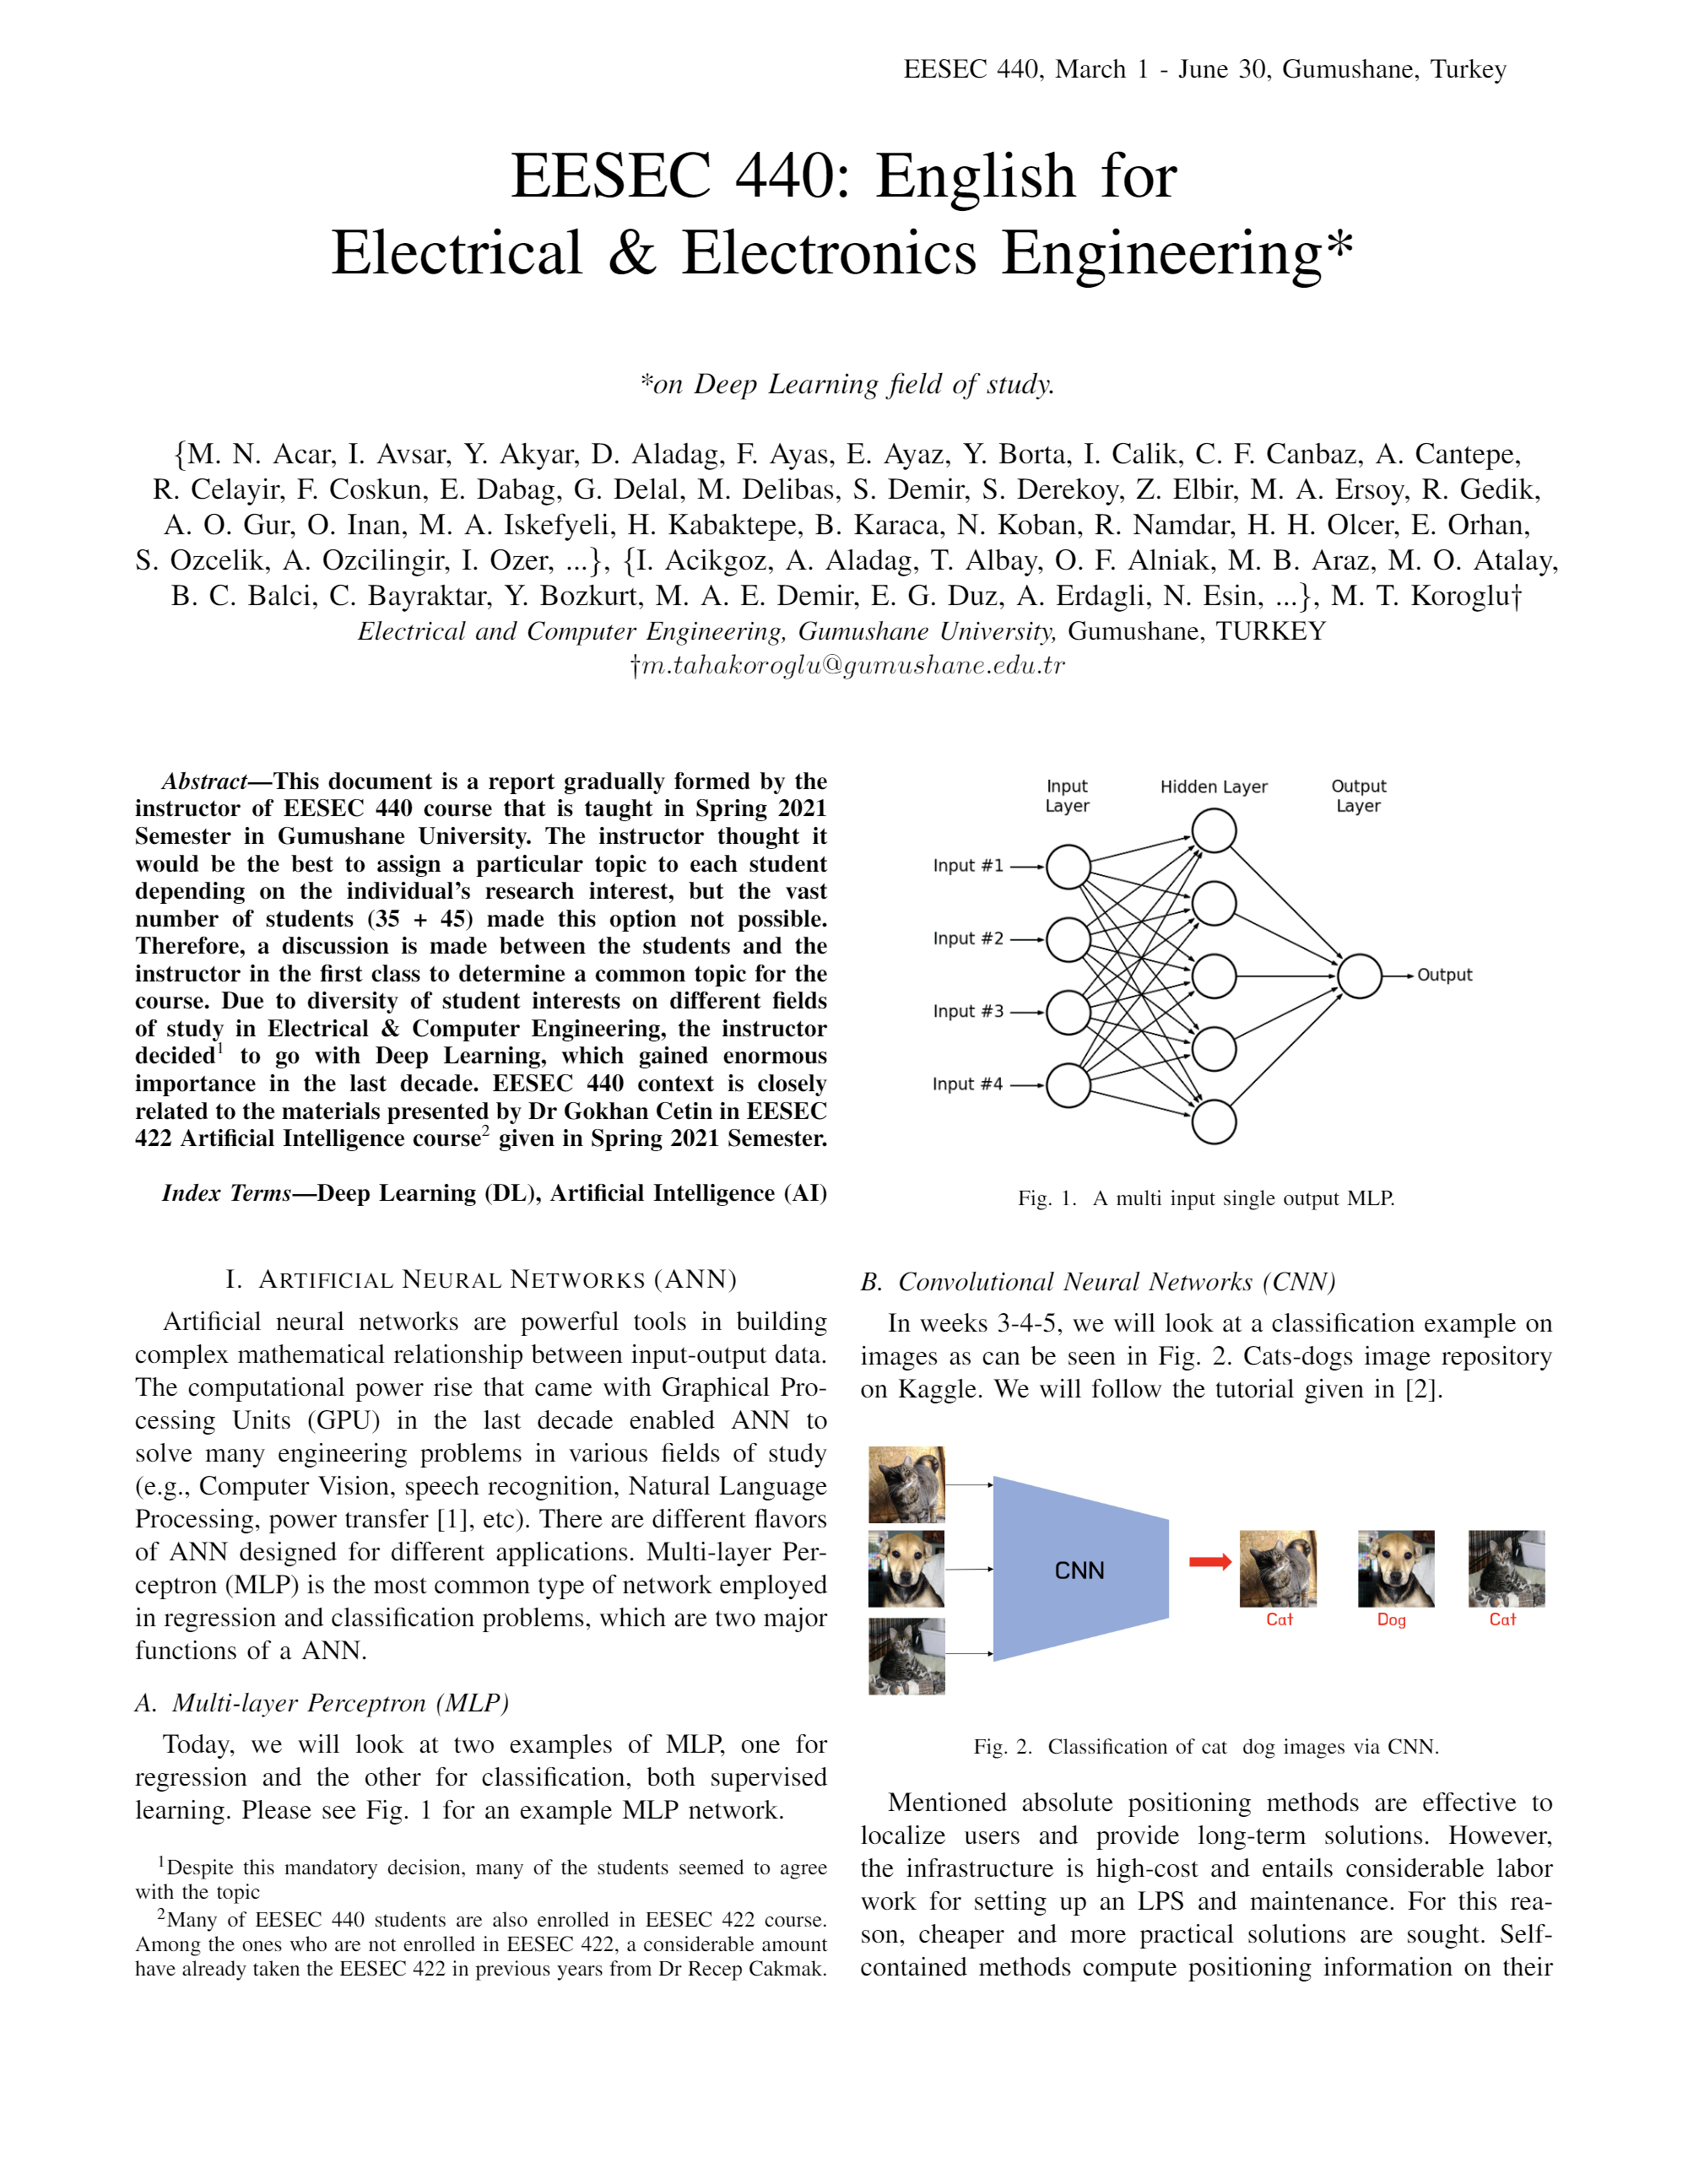 EESEC 440, March 1 - June 30, Gumushane, Turkey
EESEC 440: English for
Electrical & Electronics Engineering*
*on Deep Learning field of study.
{M. N. Acar, I. Avsar, Y. Akyar, D. Aladag, F. Ayas, E. Ayaz, Y. Borta, I. Calik, C. F. Canbaz, A. Cantepe,
R. Celayir, F. Coskun, E. Dabag, G. Delal, M. Delibas, S. Demir, S. Derekoy, Z. Elbir, M. A. Ersoy, R. Gedik,
A. O. Gur, O. Inan, M. A. Iskefyeli, H. Kabaktepe, B. Karaca, N. Koban, R. Namdar, H. H. Olcer, E. Orhan,
S. Ozcelik, A. Ozcilingir, I. Ozer, ...}, {I. Acikgoz, A. Aladag, T. Albay, O. F. Alniak, M. B. Araz, M. O. Atalay,
B. C. Balci, C. Bayraktar, Y. Bozkurt, M. A. E. Demir, E. G. Duz, A. Erdagli, N. Esin, ...}, M. T. Koroglu†
Electrical and Computer Engineering, Gumushane University, Gumushane, TURKEY
†m.tahakoroglu@gumushane.edu.tr
Abstract—This document is a report gradually formed by the
instructor of EESEC 440 course that is taught in Spring 2021
Semester in Gumushane University. The instructor thought it
would be the best to assign a particular topic to each student
depending on the individual's research interest, but the vast
number of students (35 + 45) made this option not possible.
Therefore, a discussion is made between the students and the
instructor in the first class to determine a common topic for the
course. Due to diversity of student interests on different fields
of study in Electrical & Computer Engineering, the instructor
decided1 to go with Deep Learning, which gained enormous
importance in the last decade. EESEC 440 context is closely
related to the materials presented by Dr Gokhan Cetin in EESEC
422 Artificial Intelligence course2 given in Spring 2021 Semester.
Index Terms—Deep Learning (DL), Artificial Intelligence (AI)
I. ARTIFICIAL NEURAL NETWORKS (ANN)
Artificial neural networks are powerful tools in building
complex mathematical relationship between input-output data.
The computational power rise that came with Graphical Pro-
cessing Units (GPU) in the last decade enabled ANN to
solve many engineering problems in various fields of study
(e.g., Computer Vision, speech recognition, Natural Language
Processing, power transfer [1], etc). There are different flavors
of ANN designed for different applications. Multi-layer Per-
ceptron (MLP) is the most common type of network employed
in regression and classification problems, which are two major
functions of a ANN.
A. Multi-layer Perceptron (MLP)
Today, we will look at two examples of MLP, one for
regression and the other for classification, both supervised
learning. Please see Fig. 1 for an example MLP network.
1Despite this mandatory decision, many of the students seemed to agree
with the topic
2Many of EESEC 440 students are also enrolled in EESEC 422 course.
Among the ones who are not enrolled in EESEC 422, a considerable amount
have already taken the EESEC 422 in previous years from Dr Recep Cakmak.
Input
Layer
Hidden Layer
Output
Layer
Input #1
Input #2
Input #3
Input #4
Output
Fig. 1. A multi input single output MLP.
B. Convolutional Neural Networks (CNN)
In weeks 3-4-5, we will look at a classification example on
images as can be seen in Fig. 2. Cats-dogs image repository
on Kaggle. We will follow the tutorial given in [2].
CNN
Cat Dog Cat
Fig. 2. Classification of cat dog images via CNN.
Mentioned absolute positioning methods are effective to
localize users and provide long-term solutions. However,
the infrastructure is high-cost and entails considerable labor
work for setting up an LPS and maintenance. For this rea-
son, cheaper and more practical solutions are sought. Self-
contained methods compute positioning information on their